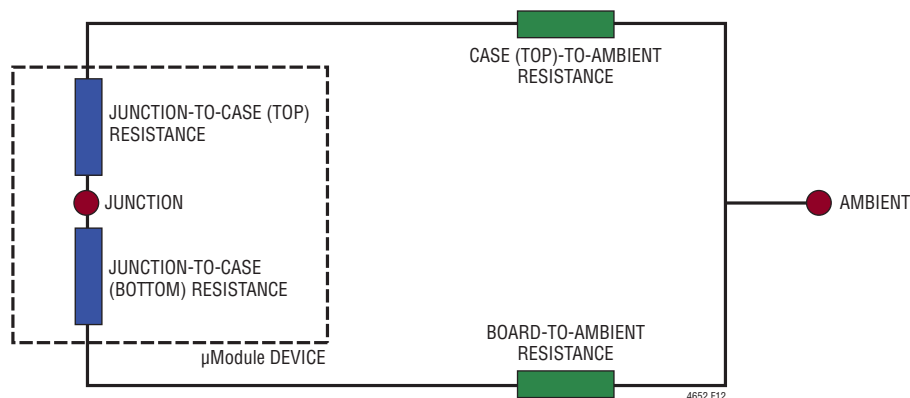 CASE (TOP)-TO-AMBIENT
RESISTANCE
JUNCTION-TO-CASE (TOP)
RESISTANCE
JUNCTION
AMBIENT
JUNCTION-TO-CASE
(BOTTOM) RESISTANCE
BOARD-TO-AMBIENT
RESISTANCE
µModule DEVICE
4652 F12